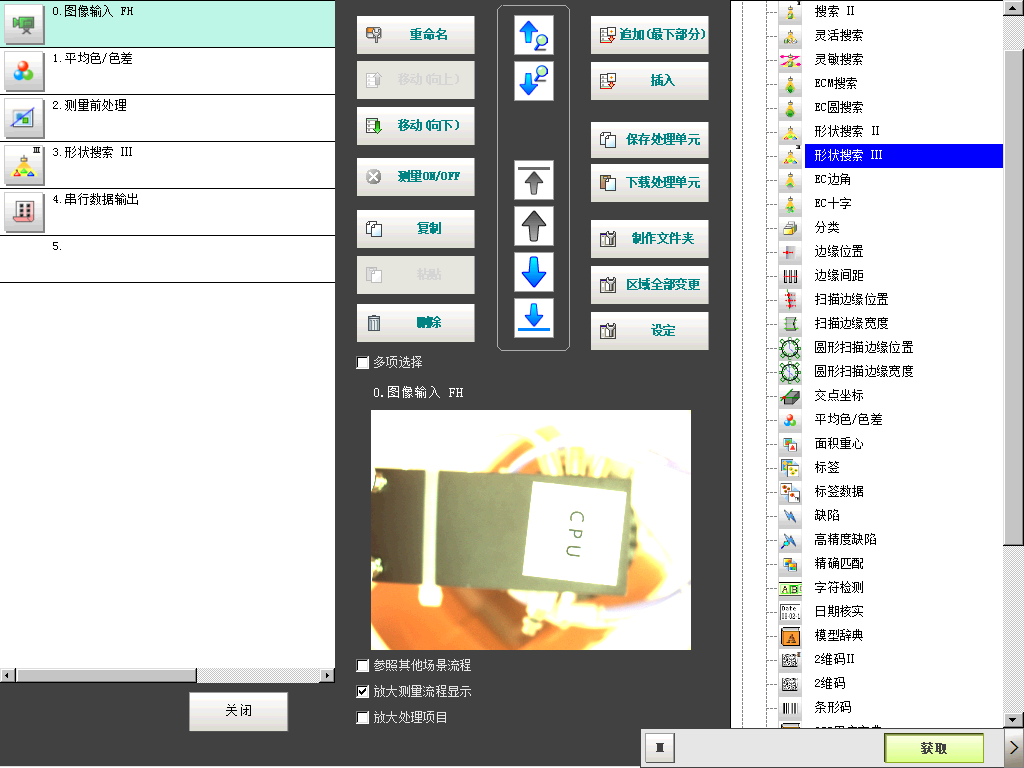 0.图像输入 FH
1.平均色/色差
2.测量前处理
3.形状搜索 III
4.串行数据输出
5.
关闭
重命名
移动(向上)
移动(向下)
测量ON/OFF
复制
粘贴
删除
多项选择
追加(最下部分)
插入
保存处理单元
下载处理单元
制作文件夹
区域全部变更
设定
0.图像输入 FH
CPU
参照其他场景流程
放大测量流程显示
放大处理项目
搜索 II
灵活搜索
灵敏搜索
ECM搜索
EC圆搜索
形状搜索 II
形状搜索 III
EC边角
EC十字
分类
边缘位置
边缘间距
扫描边缘位置
扫描边缘宽度
圆形扫描边缘位置
圆形扫描边缘宽度
交点坐标
平均色/色差
面积重心
标签
标签数据
缺陷
高精度缺陷
精确匹配
字符检测
日期核实
模型辞典
2维码II
2维码
条形码
获取